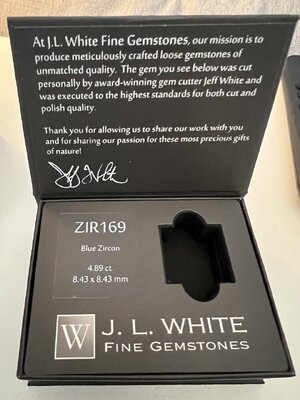 At J.L. White Fine Gemstones, our mission is to
produce meticulously crafted loose gemstones of
unmatched quality. The gem you see below was cut
personally by award-winning gem cutter Jeff White and
was executed to the highest standards for both cut and
polish quality.
Thank you for allowing us to share our work with you
and for sharing our passion for these most precious gifts
of nature!
ZIR169
Blue Zircon
4.89 ct.
8.43 x 8.43 mm
W J. L. WHITE
FINE GEMSTONES